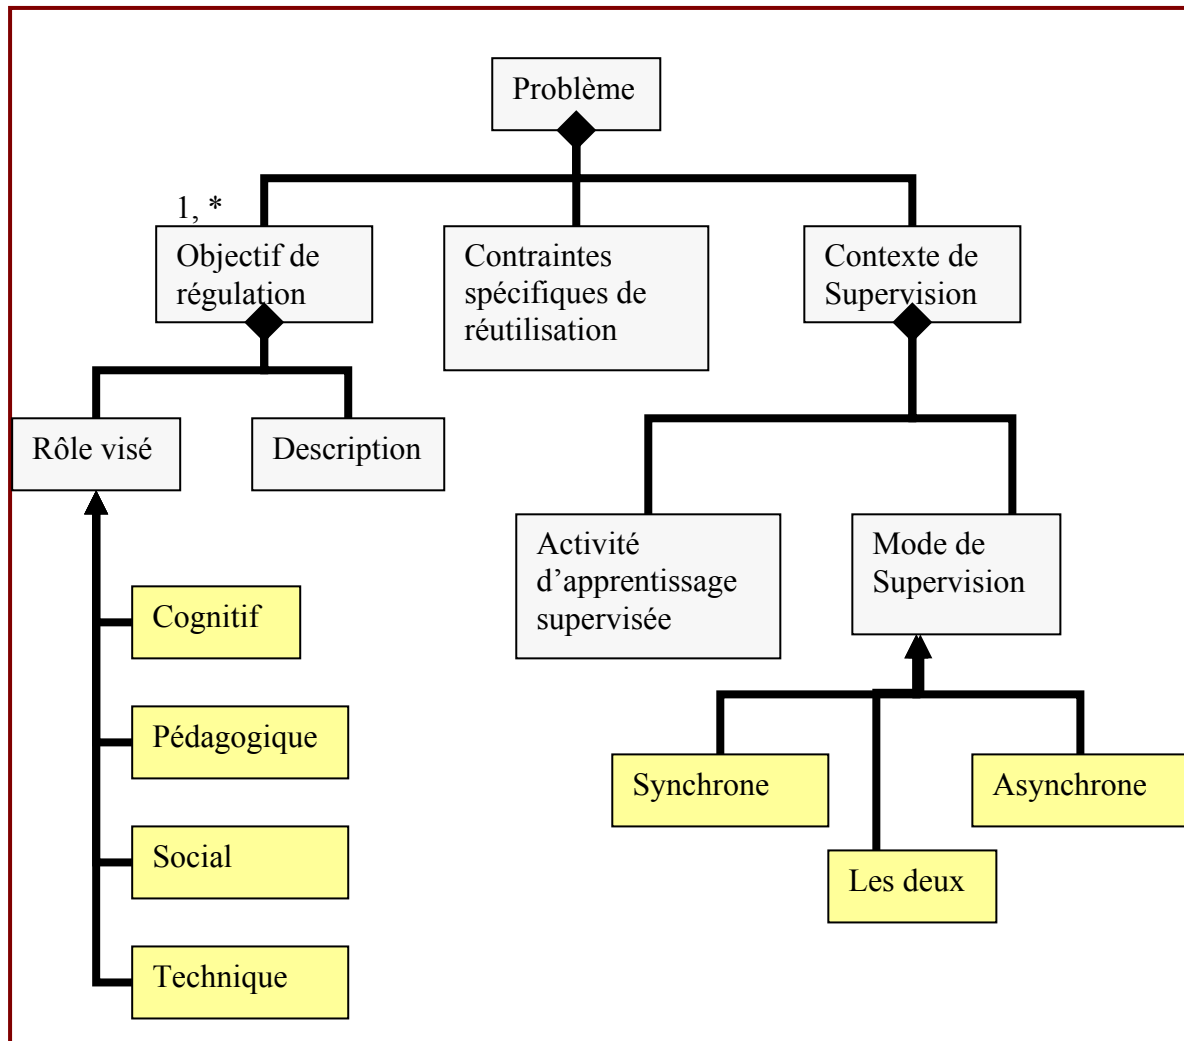 Problème
1, *
Objectif de
régulation
Contraintes
spécifiques de
réutilisation
Contexte de
Supervision
Rôle visé
Description
Activité
d’apprentissage
supervisée
Mode de
Supervision
Cognitif
Pédagogique
Social
Technique
Synchrone
Asynchrone
Les deux